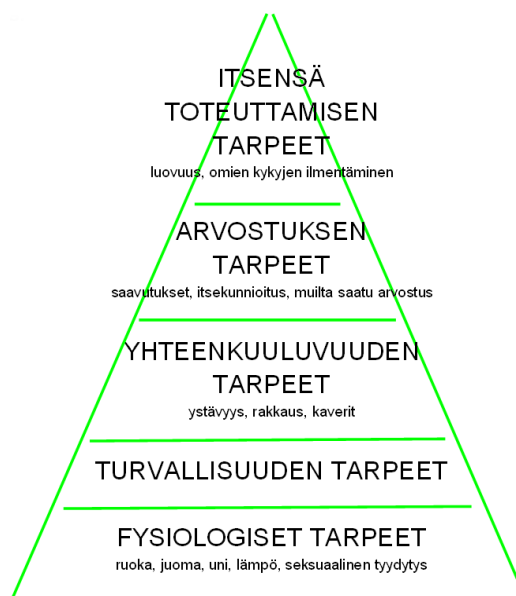 ITSENSÄ
TOTEUTTAMISEN
TARPEET
luovuus, omien kykyjen ilmentäminen
ARVOSTUKSEN
TARPEET
saavutukset, itsekunnioitus, muilta saatu arvostus
YHTEENKUULUVUUDEN
TARPEET
ystävyys, rakkaus, kaverit
TURVALLISUUDEN TARPEET
FYSIOLOGISET TARPEET
ruoka, juoma, uni, lämpö, seksuaalinen tyydytys